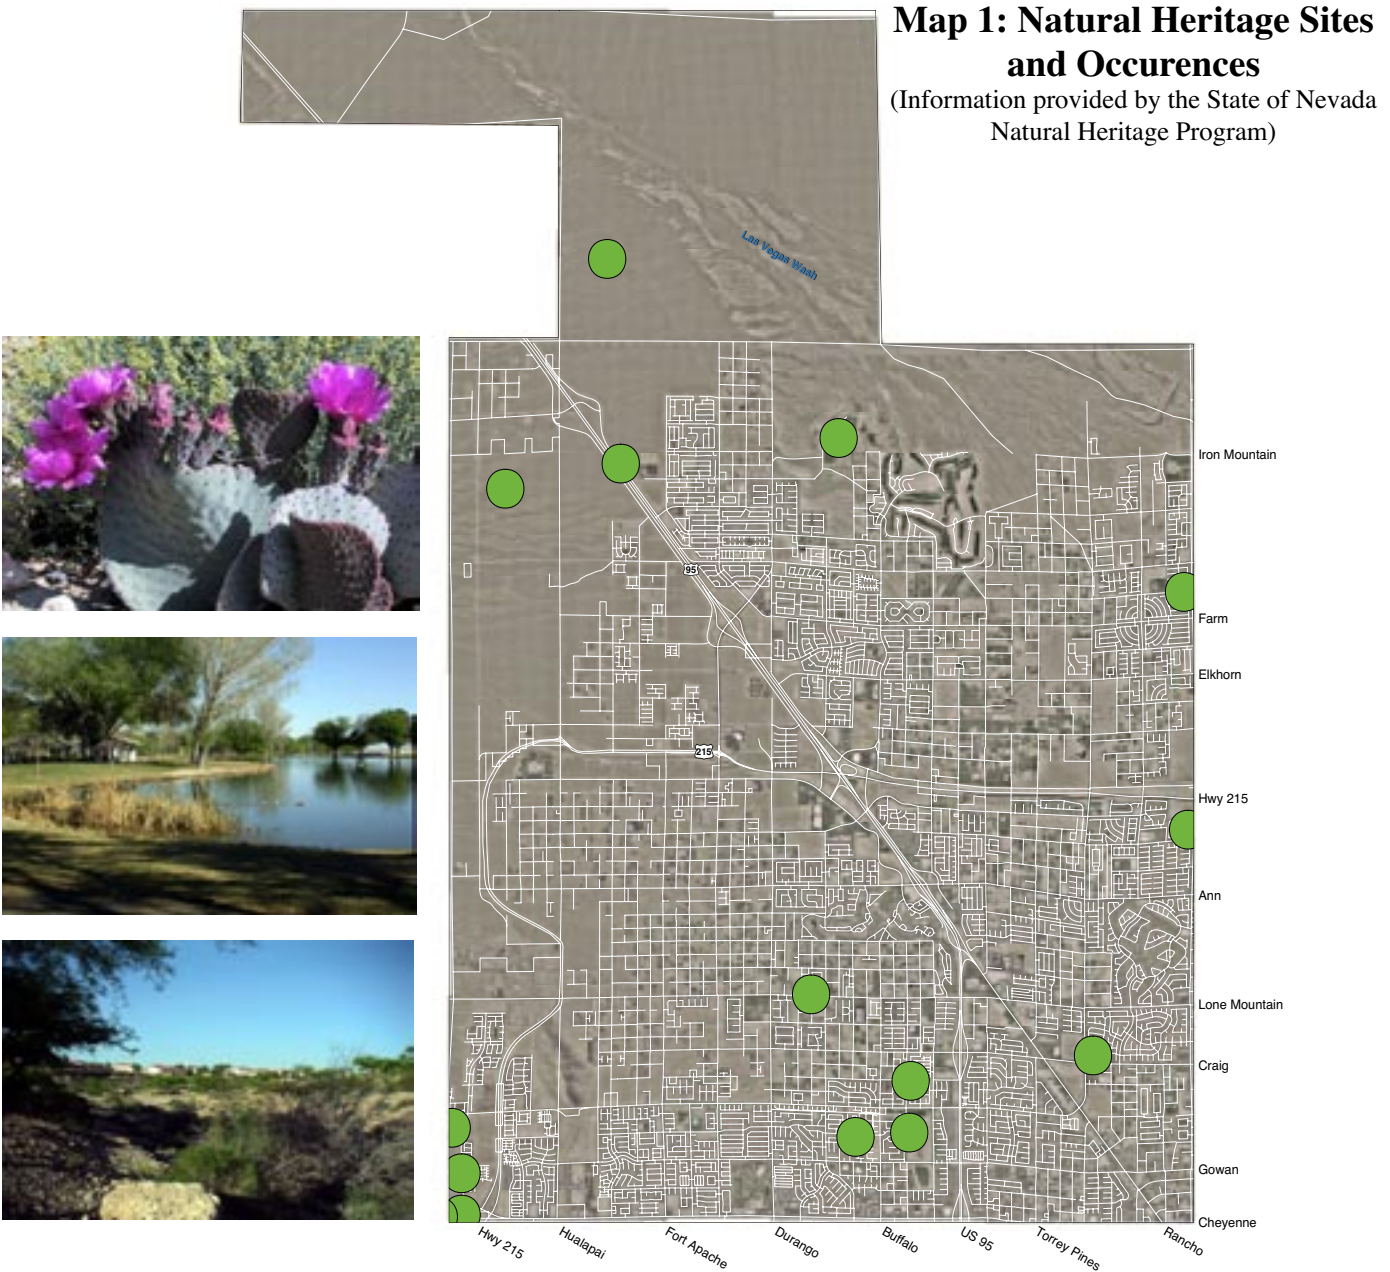 Map 1: Natural Heritage Sites
and Occurences
(Information provided by the State of Nevada
Natural Heritage Program)
Las Vegas Wash
Iron Mountain
95
Farm
Elkhorn
215
Hwy 215
Ann
Lone Mountain
Craig
Gowan
Cheyenne
Hwy 215
Hualapai
Fort Apache
Durango
Buffalo
US 95
Torrey Pines
Rancho